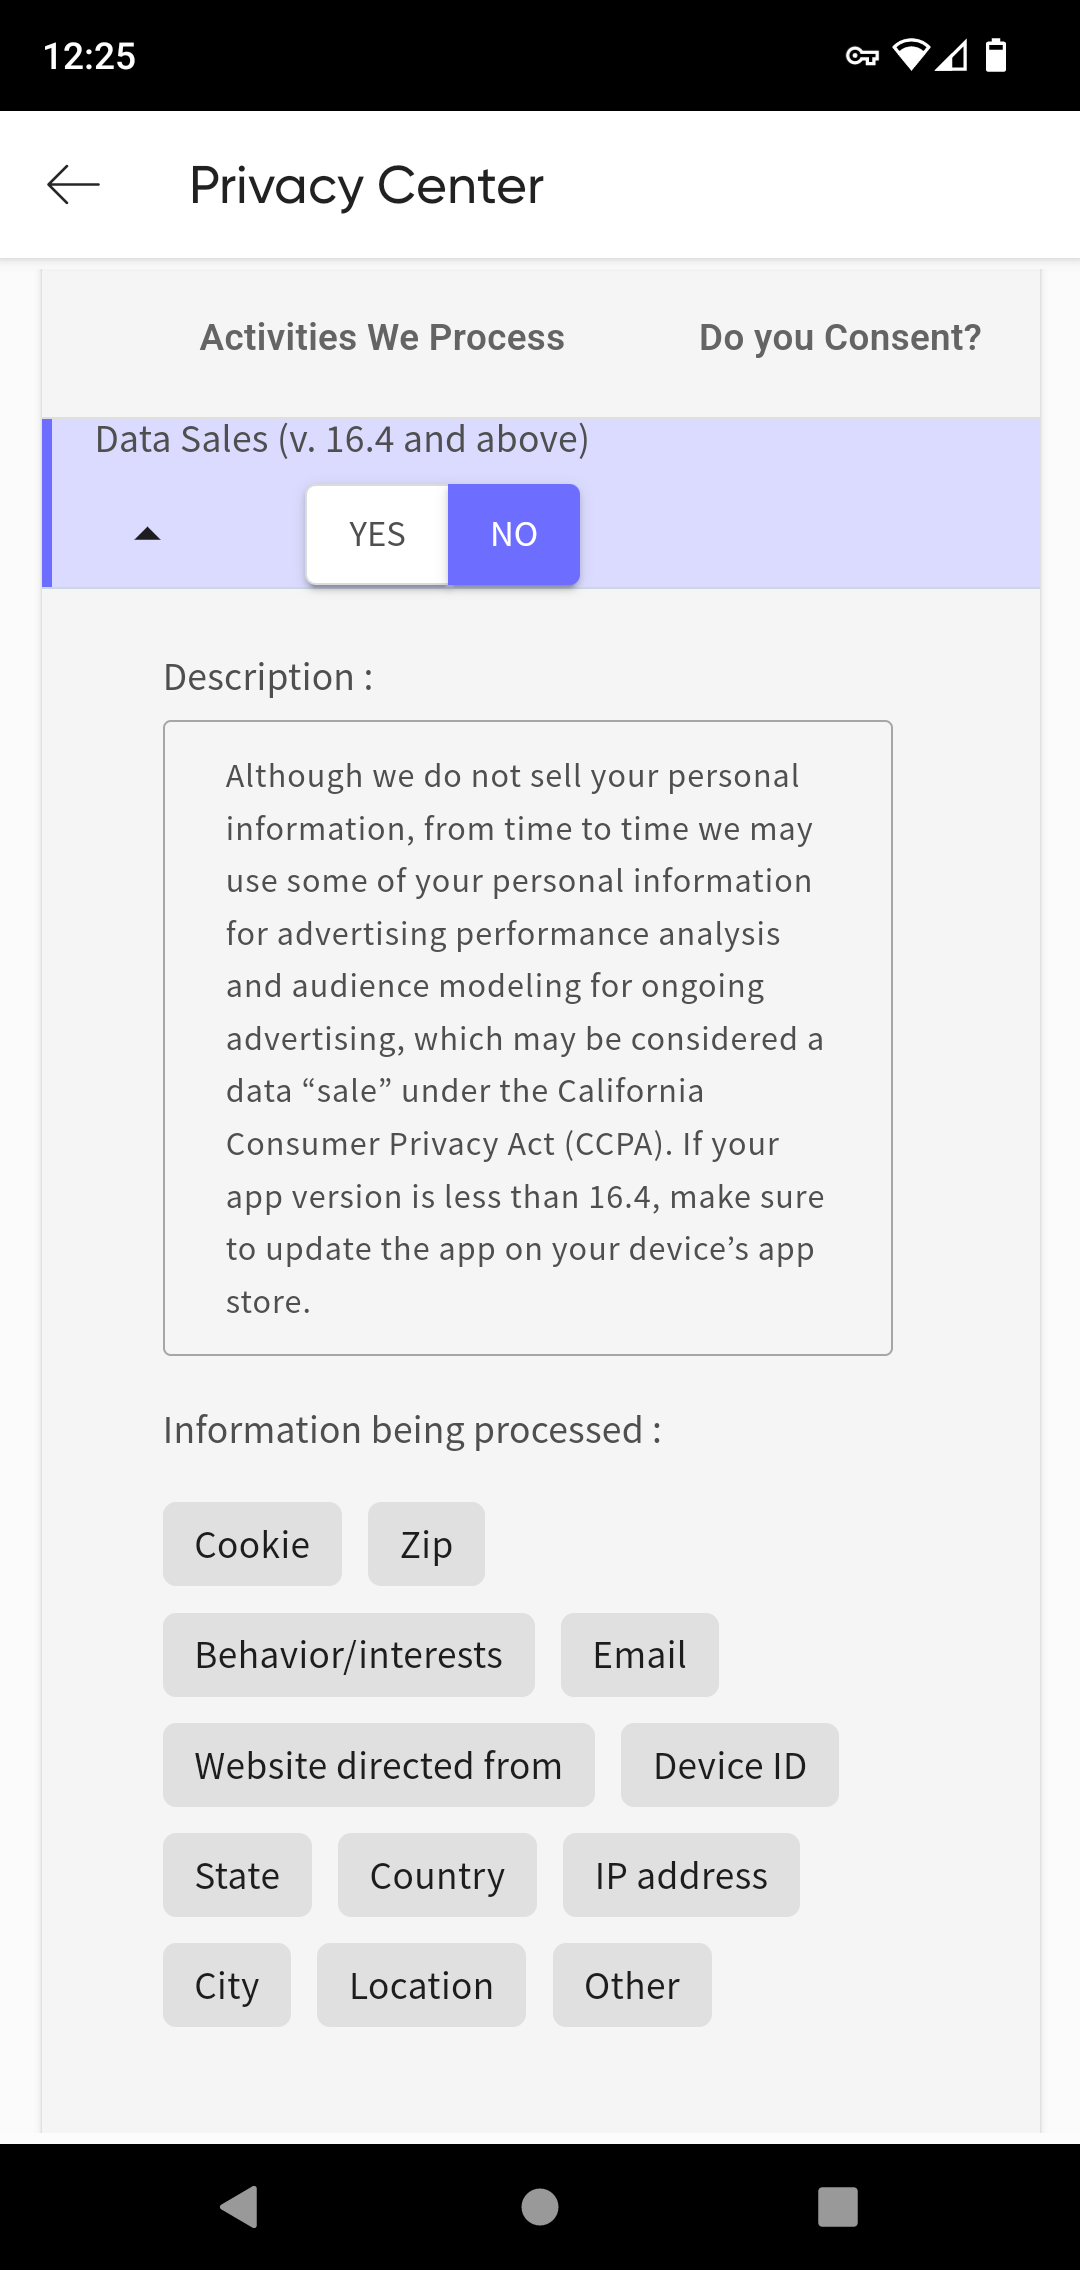 12:25
Privacy Center
Activities We Process
Do you Consent?
Data Sales (v. 16.4 and above)
YES
NO
Description :
Although we do not sell your personal
information, from time to time we may
use some of your personal information
for advertising performance analysis
and audience modeling for ongoing
advertising, which may be considered a
data “sale” under the California
Consumer Privacy Act (CCPA). If your
app version is less than 16.4, make sure
to update the app on your device’s app
store.
Information being processed :
Cookie
Zip
Behavior/interests
Email
Website directed from
Device ID
State
Country
IP address
City
Location
Other